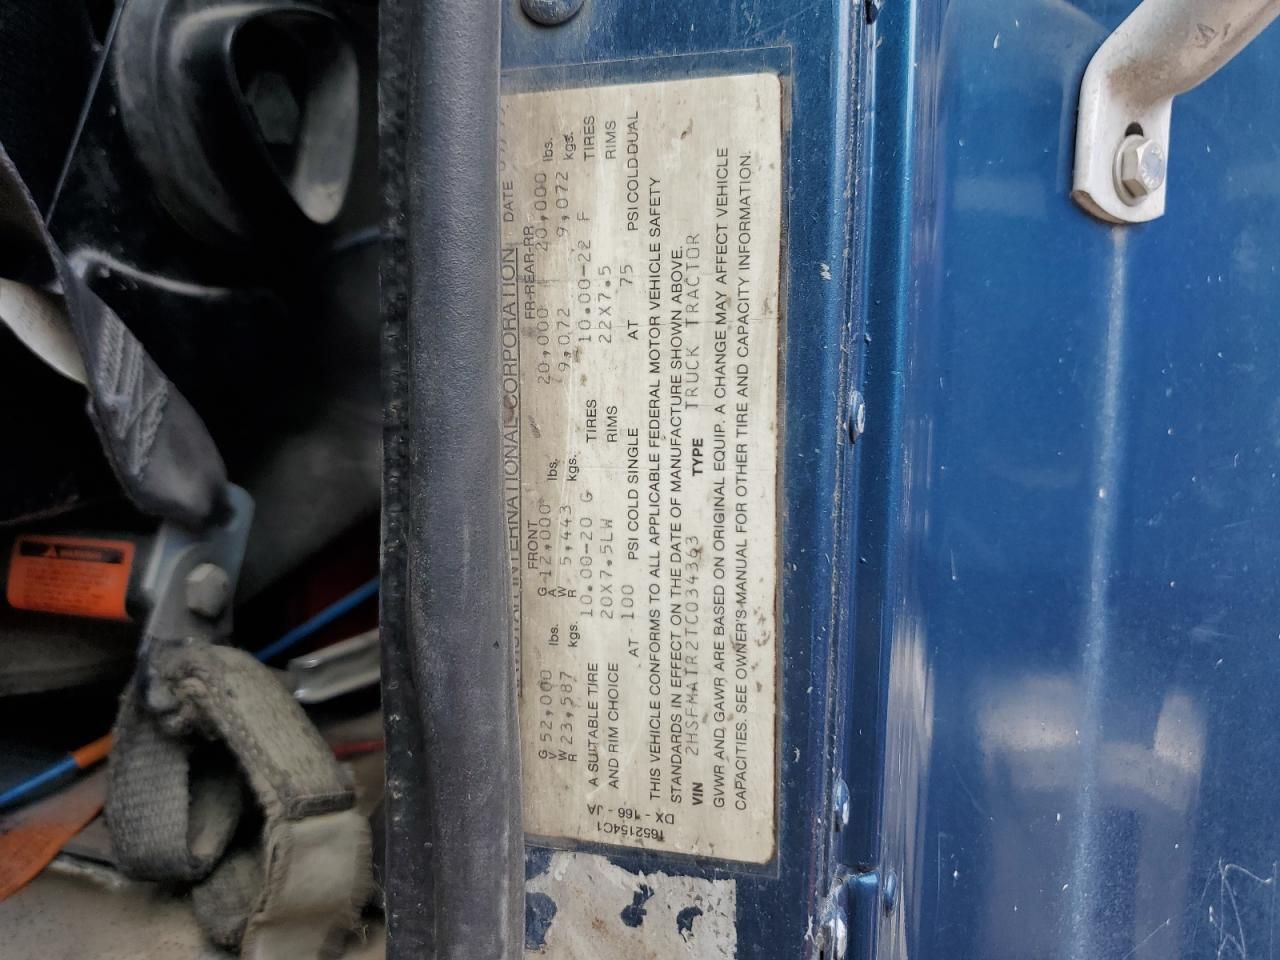 INTERNATIONAL CORPORATION DATE
FRONT FR-REAR-RR
G V W R 52,000 lbs. 23,587 kgs. G A W R 12,000 lbs. 5,443 kgs. 20,000 9,072 20,000 lbs. 9,072 kgs.
A SUITABLE TIRE 10.00-20 G TIRES 10.00-22 F TIRES
AND RIM CHOICE 20X7.5LW RIMS 22X7.5 RIMS
AT 100 PSI COLD SINGLE AT 75 PSI COLD DUAL
THIS VEHICLE CONFORMS TO ALL APPLICABLE FEDERAL MOTOR VEHICLE SAFETY
STANDARDS IN EFFECT ON THE DATE OF MANUFACTURE SHOWN ABOVE.
VIN 2HSFMATR2TC034363 TYPE TRUCK TRACTOR
GVWR AND GAWR ARE BASED ON ORIGINAL EQUIP. A CHANGE MAY AFFECT VEHICLE
CAPACITIES. SEE OWNER'S MANUAL FOR OTHER TIRE AND CAPACITY INFORMATION.
1652154C1
DX - 166 - JA